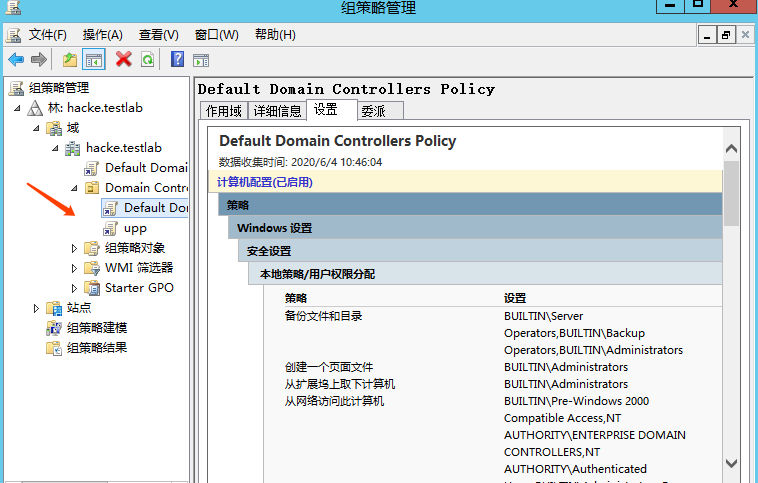 组策略管理
文件(F) 操作(A) 查看(V) 窗口(W) 帮助(H)
组策略管理
林: hacke.testlab
域
hacke.testlab
Default Domai
Domain Contro
Default Dor
upp
组策略对象
WMI 筛选器
Starter GPO
站点
组策略建模
组策略结果
Default Domain Controllers Policy
作用域 详细信息 设置 委派
Default Domain Controllers Policy
数据收集时间: 2020/6/4 10:46:04
计算机配置(已启用)
策略
Windows 设置
安全设置
本地策略/用户权限分配
策略 设置
备份文件和目录 BUILTIN\Server
Operators,BUILTIN\Backup
Operators,BUILTIN\Administrators
创建一个页面文件 BUILTIN\Administrators
从扩展坞上取下计算机 BUILTIN\Administrators
从网络访问此计算机 BUILTIN\Pre-Windows 2000
Compatible Access,NT
AUTHORITY\ENTERPRISE DOMAIN
CONTROLLERS,NT
AUTHORITY\Authenticated